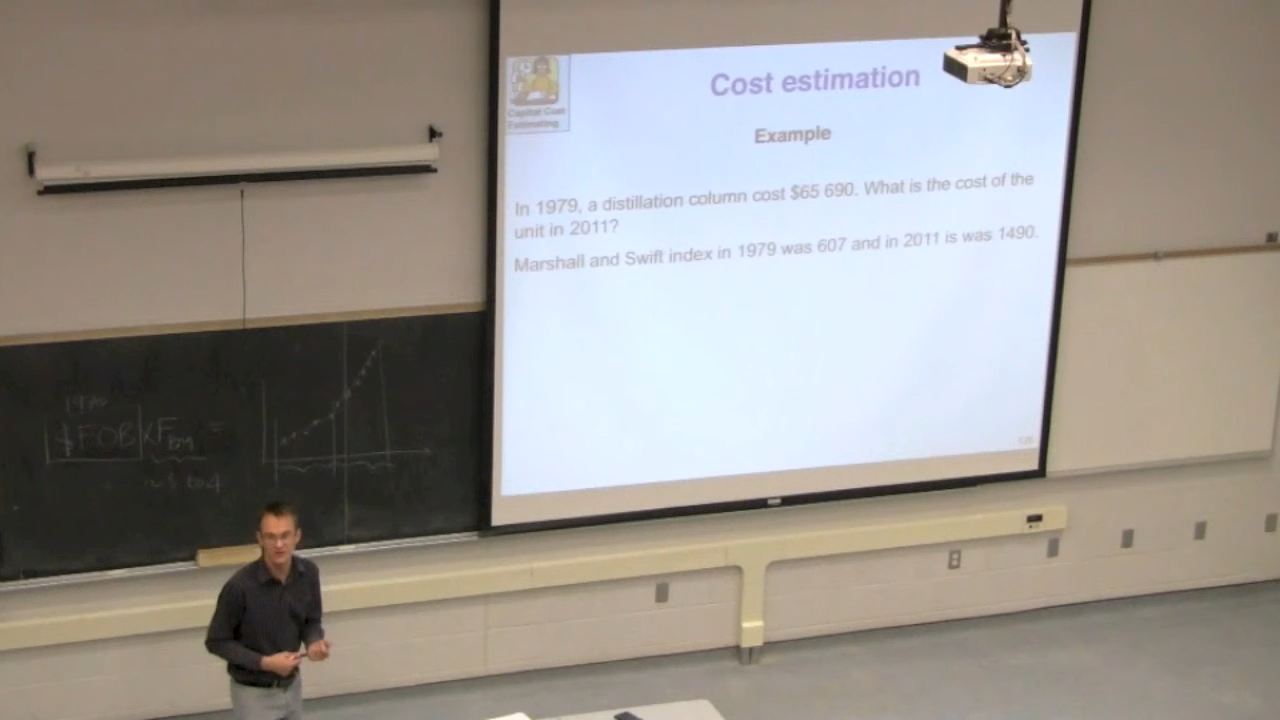 Capital Cost
Estimating
Cost estimation
Example
In 1979, a distillation column cost $65 690. What is the cost of the
unit in 2011?
Marshall and Swift index in 1979 was 607 and in 2011 is was 1490.
$FOB